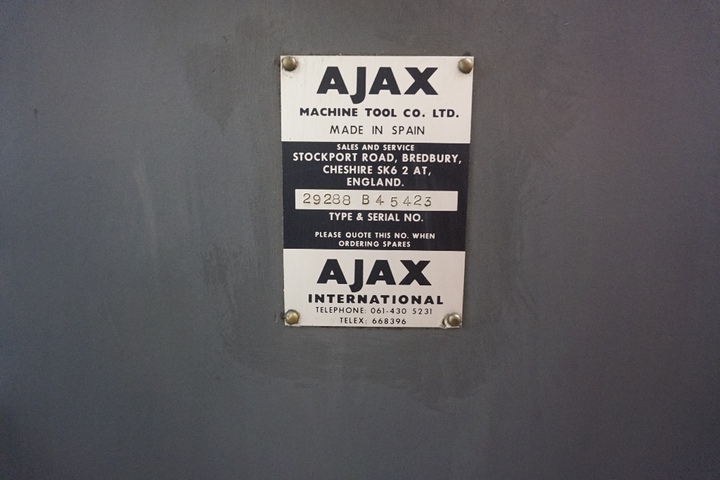 AJAX
MACHINE TOOL CO. LTD.
MADE IN SPAIN
SALES AND SERVICE
STOCKPORT ROAD, BREDBURY,
CHESHIRE SK6 2 AT,
ENGLAND.
29288 B45423
TYPE & SERIAL NO.
PLEASE QUOTE THIS NO. WHEN
ORDERING SPARES
AJAX
INTERNATIONAL
TELEPHONE: 061-430 5231
TELEX: 668396